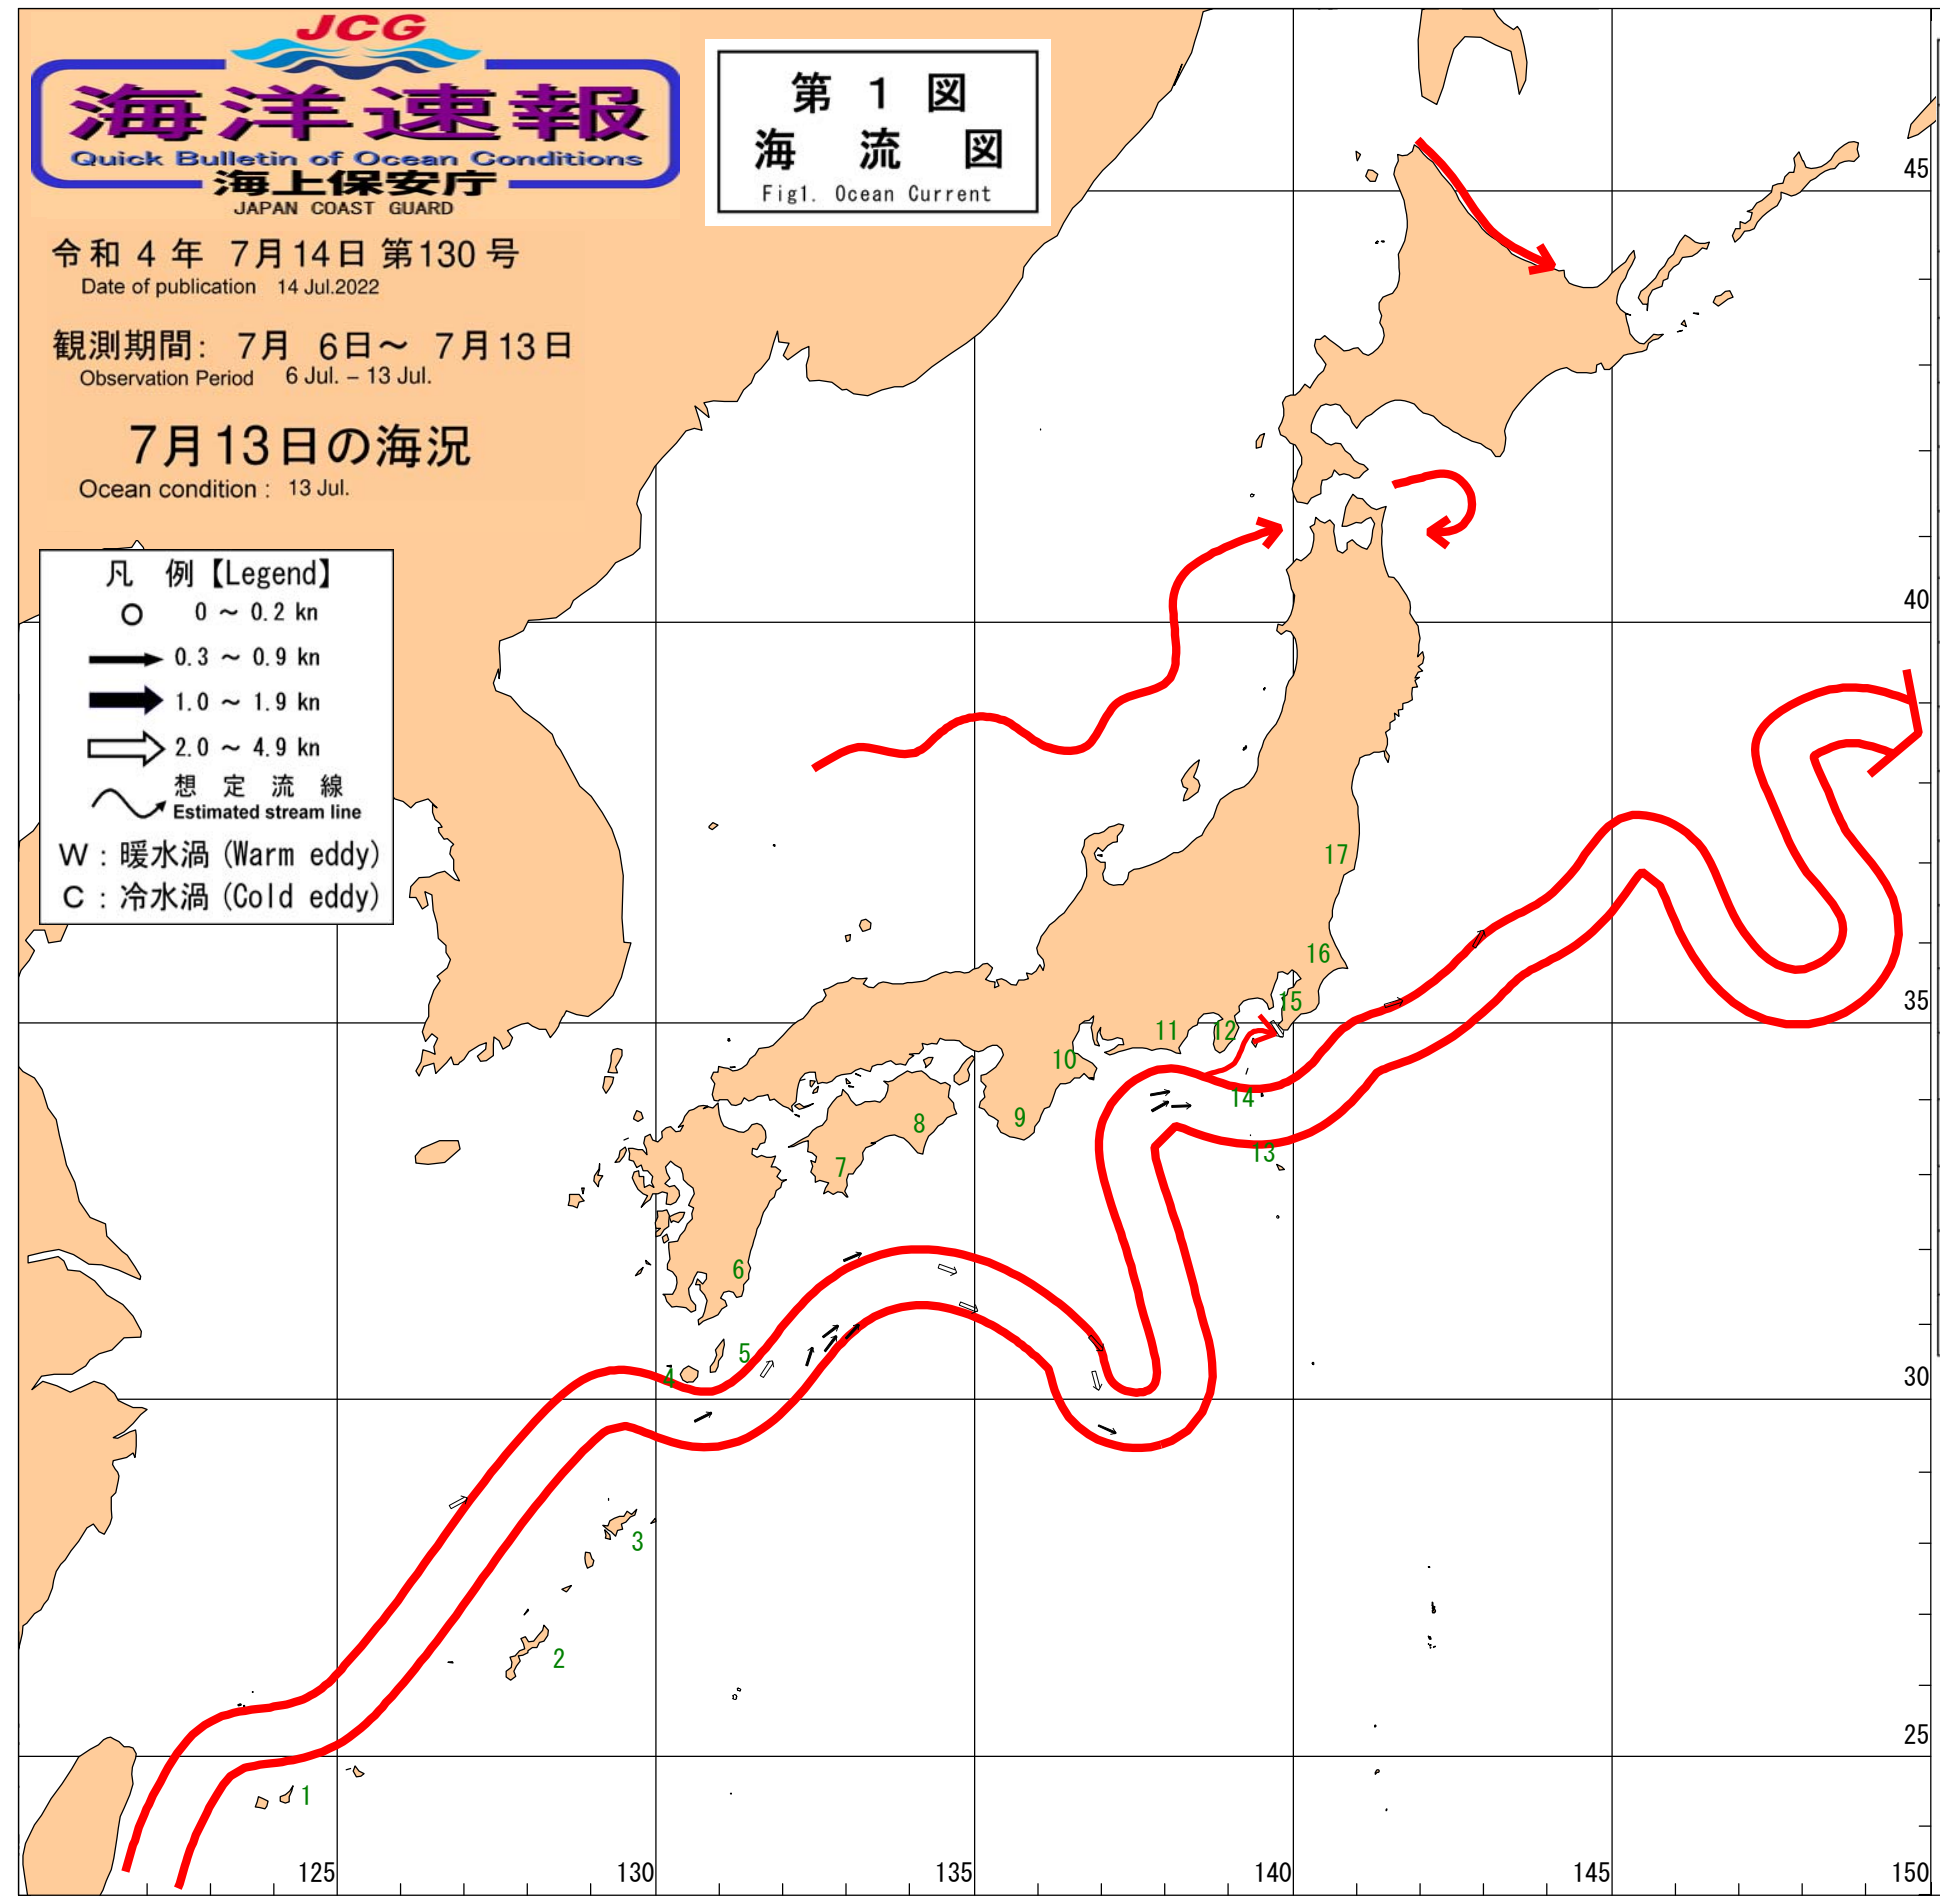 JCG
海洋速報
Quick Bulletin of Ocean Conditions
海上保安庁
JAPAN COAST GUARD
第 1 図
海 流 図
Fig1. Ocean Current
令和 4 年 7月14日 第130号
Date of publication 14 Jul.2022
観測期間: 7月 6日～ 7月13日
Observation Period 6 Jul. – 13 Jul.
7月13日の海況
Ocean condition : 13 Jul.
凡 例【Legend】
0 ～ 0.2 kn
0.3 ～ 0.9 kn
1.0 ～ 1.9 kn
2.0 ～ 4.9 kn
想 定 流 線
Estimated stream line
W : 暖水渦 (Warm eddy)
C : 冷水渦 (Cold eddy)
45
40
17
16
35
15
12
11
10
14
9
8
13
7
6
5
4
30
3
2
25
1
125
130
135
140
145
150